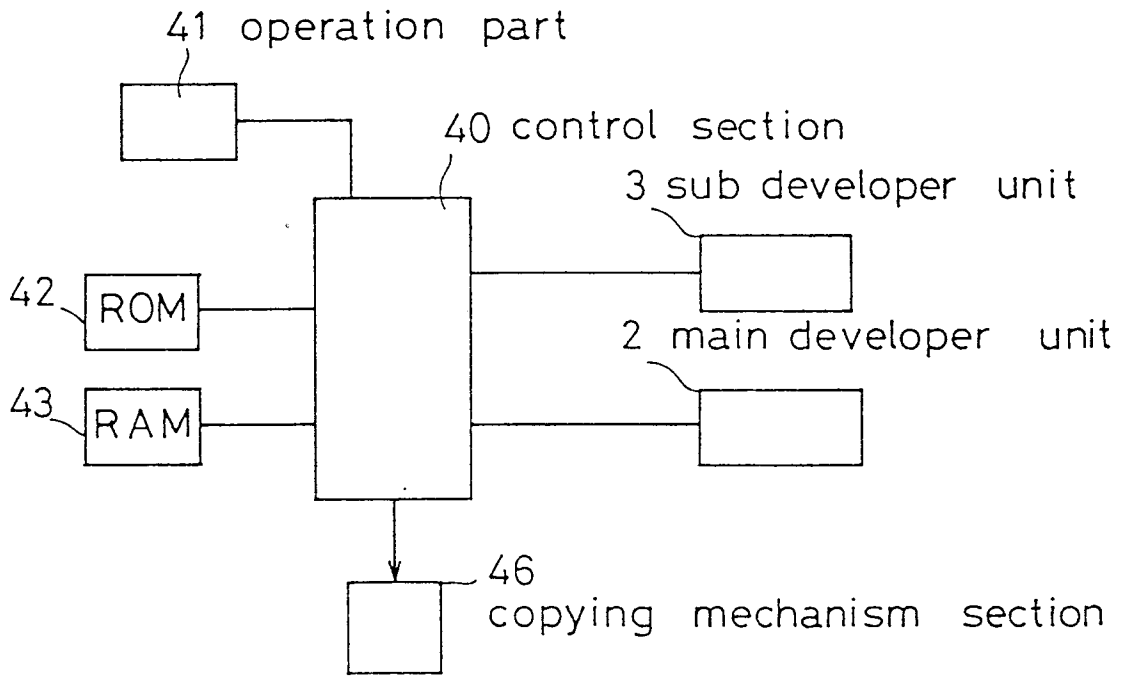 41 operation part
40 control section
3 sub developer unit
42 ROM
2 main developer unit
43 RAM
46
copying mechanism section